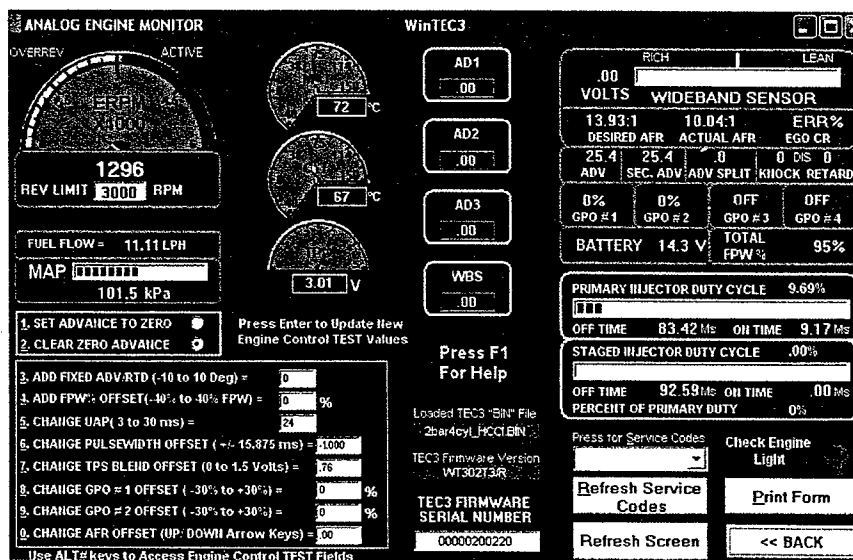 ANALOG ENGINE MONITOR
WinTEC3
OVERREV
ACTIVE
ERPM
X1000
1296
REV LIMIT 3000 RPM
FUEL FLOW = 11.11 LPH
MAP
101.5 kPa
72 °C
67 °C
3.01 V
AD1
.00
AD2
.00
AD3
.00
WBS
.00
RICH
LEAN
.00
VOLTS WIDEBAND SENSOR
13.93:1 10.04:1 ERR%
DESIRED AFR ACTUAL AFR EGO CR
25.4 25.4 .0 0 DIS 0
ADV SEC. ADV ADV SPLIT KNOCK RETARD
0% 0% OFF OFF
GPO #1 GPO #2 GPO #3 GPO #4
BATTERY 14.3 V TOTAL FPW % 95%
PRIMARY INJECTOR DUTY CYCLE 9.69%
OFF TIME 83.42 Ms ON TIME 9.17 Ms
STAGED INJECTOR DUTY CYCLE .00%
OFF TIME 92.59 Ms ON TIME .00 Ms
PERCENT OF PRIMARY DUTY 0%
1. SET ADVANCE TO ZERO
2. CLEAR ZERO ADVANCE
Press Enter to Update New
Engine Control TEST Values
3. ADD FIXED ADV/RTD (-10 to 10 Deg) = 0
4. ADD FPW% OFFSET(-40% to 40% FPW) = 0 %
5. CHANGE UAP( 3 to 30 ms) = 24
6. CHANGE PULSEWIDTH OFFSET ( +/- 15.875 ms) = -1.000
7. CHANGE TPS BLEND OFFSET (0 to 1.5 Volts) = .76
8. CHANGE GPO # 1 OFFSET ( -30% to +30%) = 0 %
9. CHANGE GPO # 2 OFFSET ( -30% to +30%) = 0 %
0. CHANGE AFR OFFSET (UP/ DOWN Arrow Keys) = .00
Use ALT# keys to Access Engine Control TEST Fields
Press F1
For Help
Loaded TEC3 "BIN" File
2bar4cyl_HCCI.BIN
TEC3 Firmware Version
WT302T3/R
TEC3 FIRMWARE
SERIAL NUMBER
00000200220
Press for Service Codes
Check Engine
Light
Refresh Service
Codes
Print Form
Refresh Screen
<< BACK